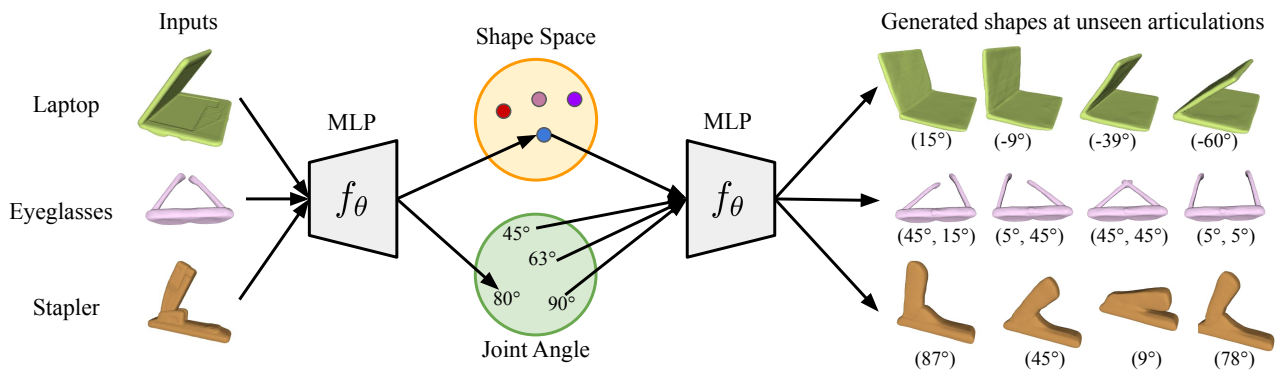 Inputs
Shape Space
Generated shapes at unseen articulations
Laptop
MLP
MLP
(15°) (-9°) (-39°) (-60°)
Eyeglasses
fθ
fθ
45°
63°
80°
90°
(45°, 15°) (5°, 45°) (45°, 45°) (5°, 5°)
Stapler
Joint Angle
(87°) (45°) (9°) (78°)